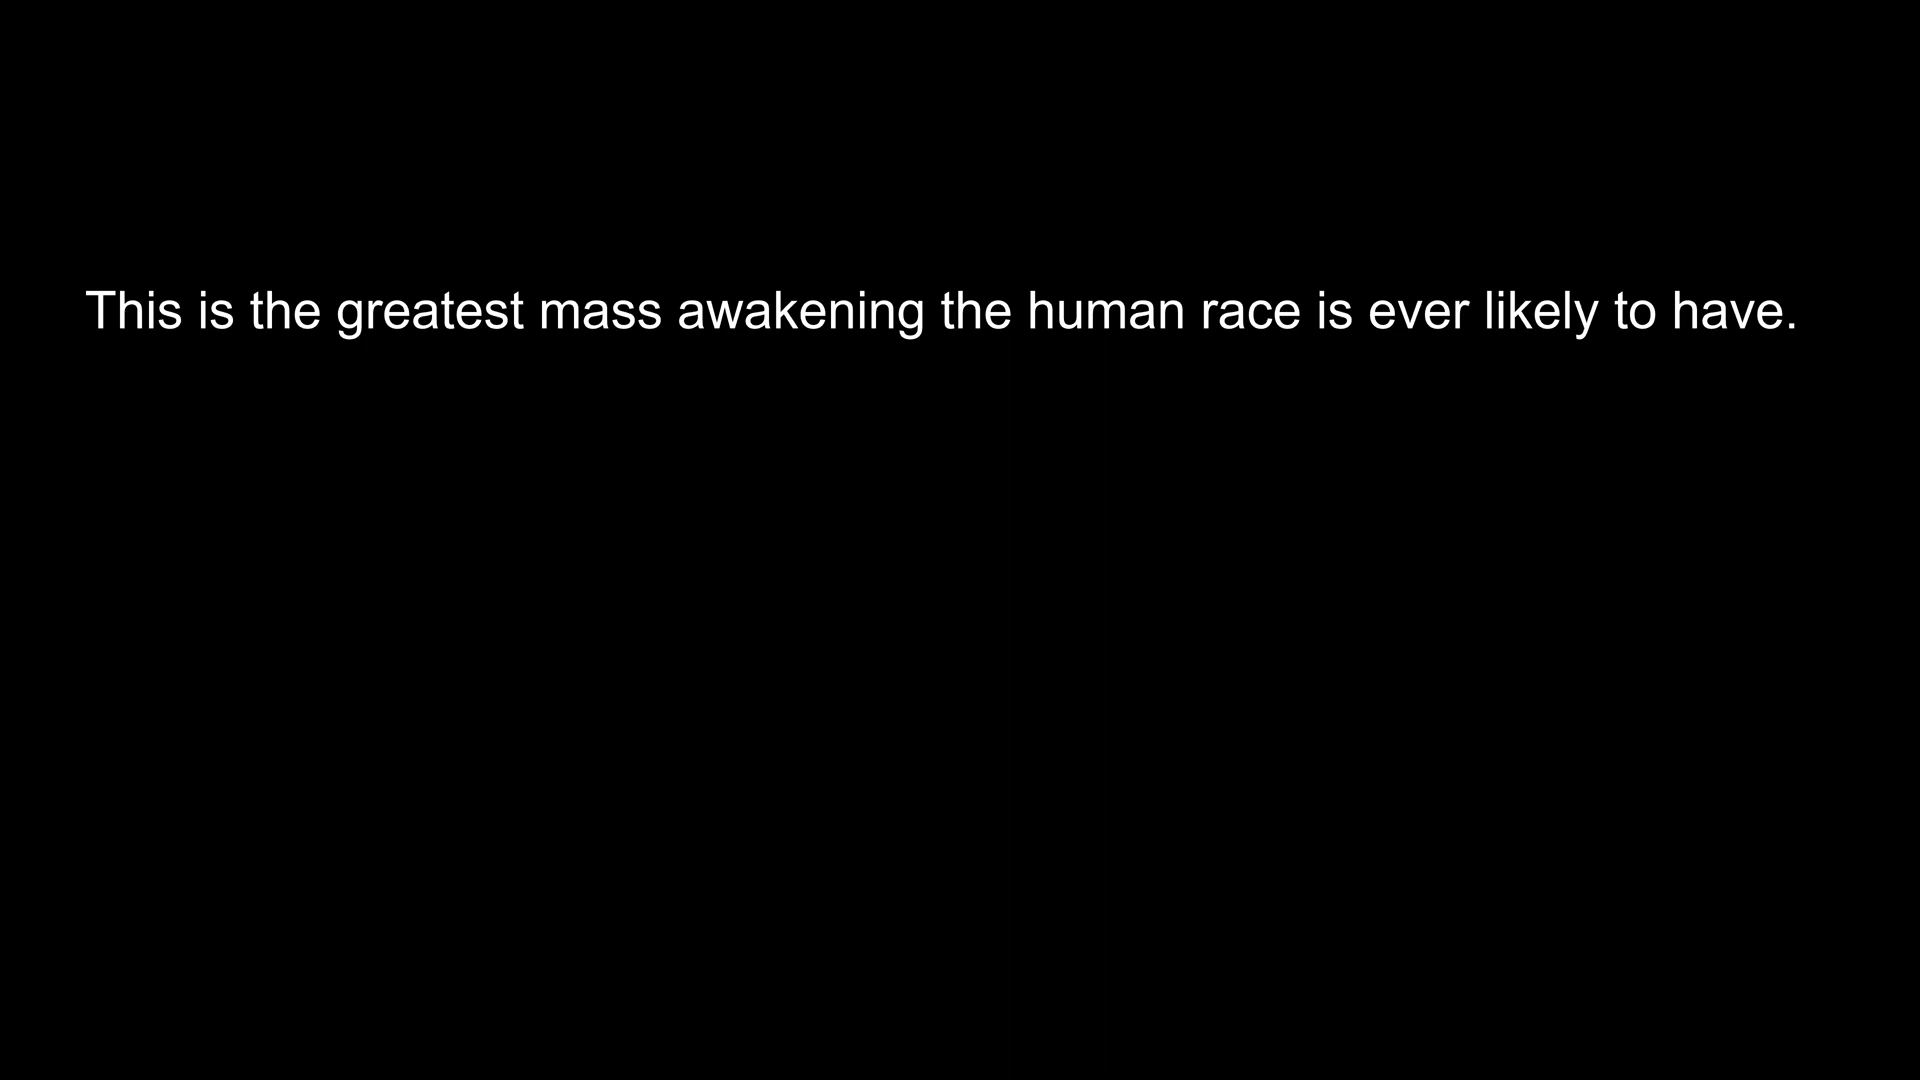 This is the greatest mass awakening the human race is ever likely to have.